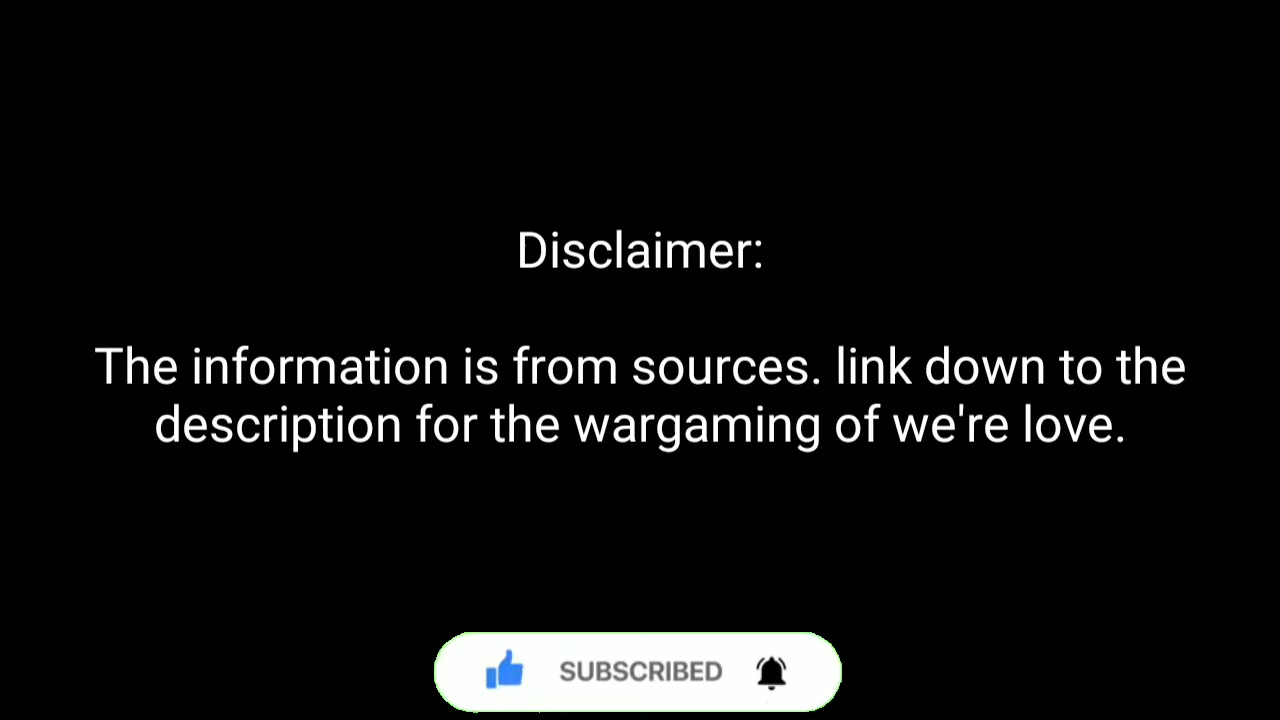 Disclaimer:
The information is from sources. link down to the
description for the wargaming of we're love.
SUBSCRIBED